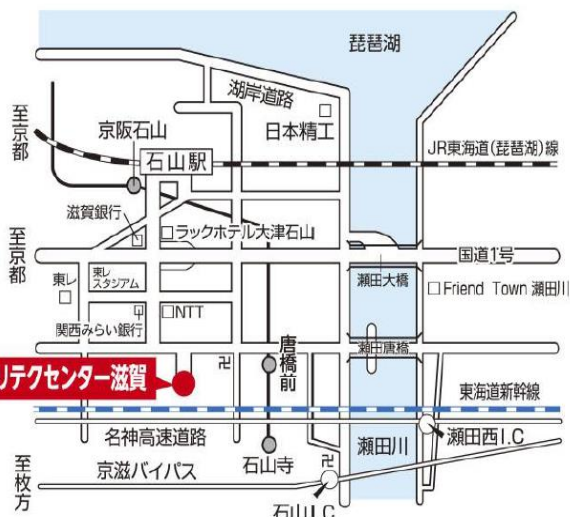 琵琶湖
湖岸道路
至京都
京阪石山
日本精工
石山駅
JR東海道(琵琶湖)線
滋賀銀行
ラックホテル大津石山
至京都
国道1号
東レ
東レ
スタジアム
瀬田大橋
Friend Town 瀬田川
関西みらい銀行
NTT
唐橋前
瀬田唐橋
卍
リテクセンター滋賀
東海道新幹線
名神高速道路
瀬田川
瀬田西I.C
石山寺
至枚方
京滋バイパス
卍
石山I.C